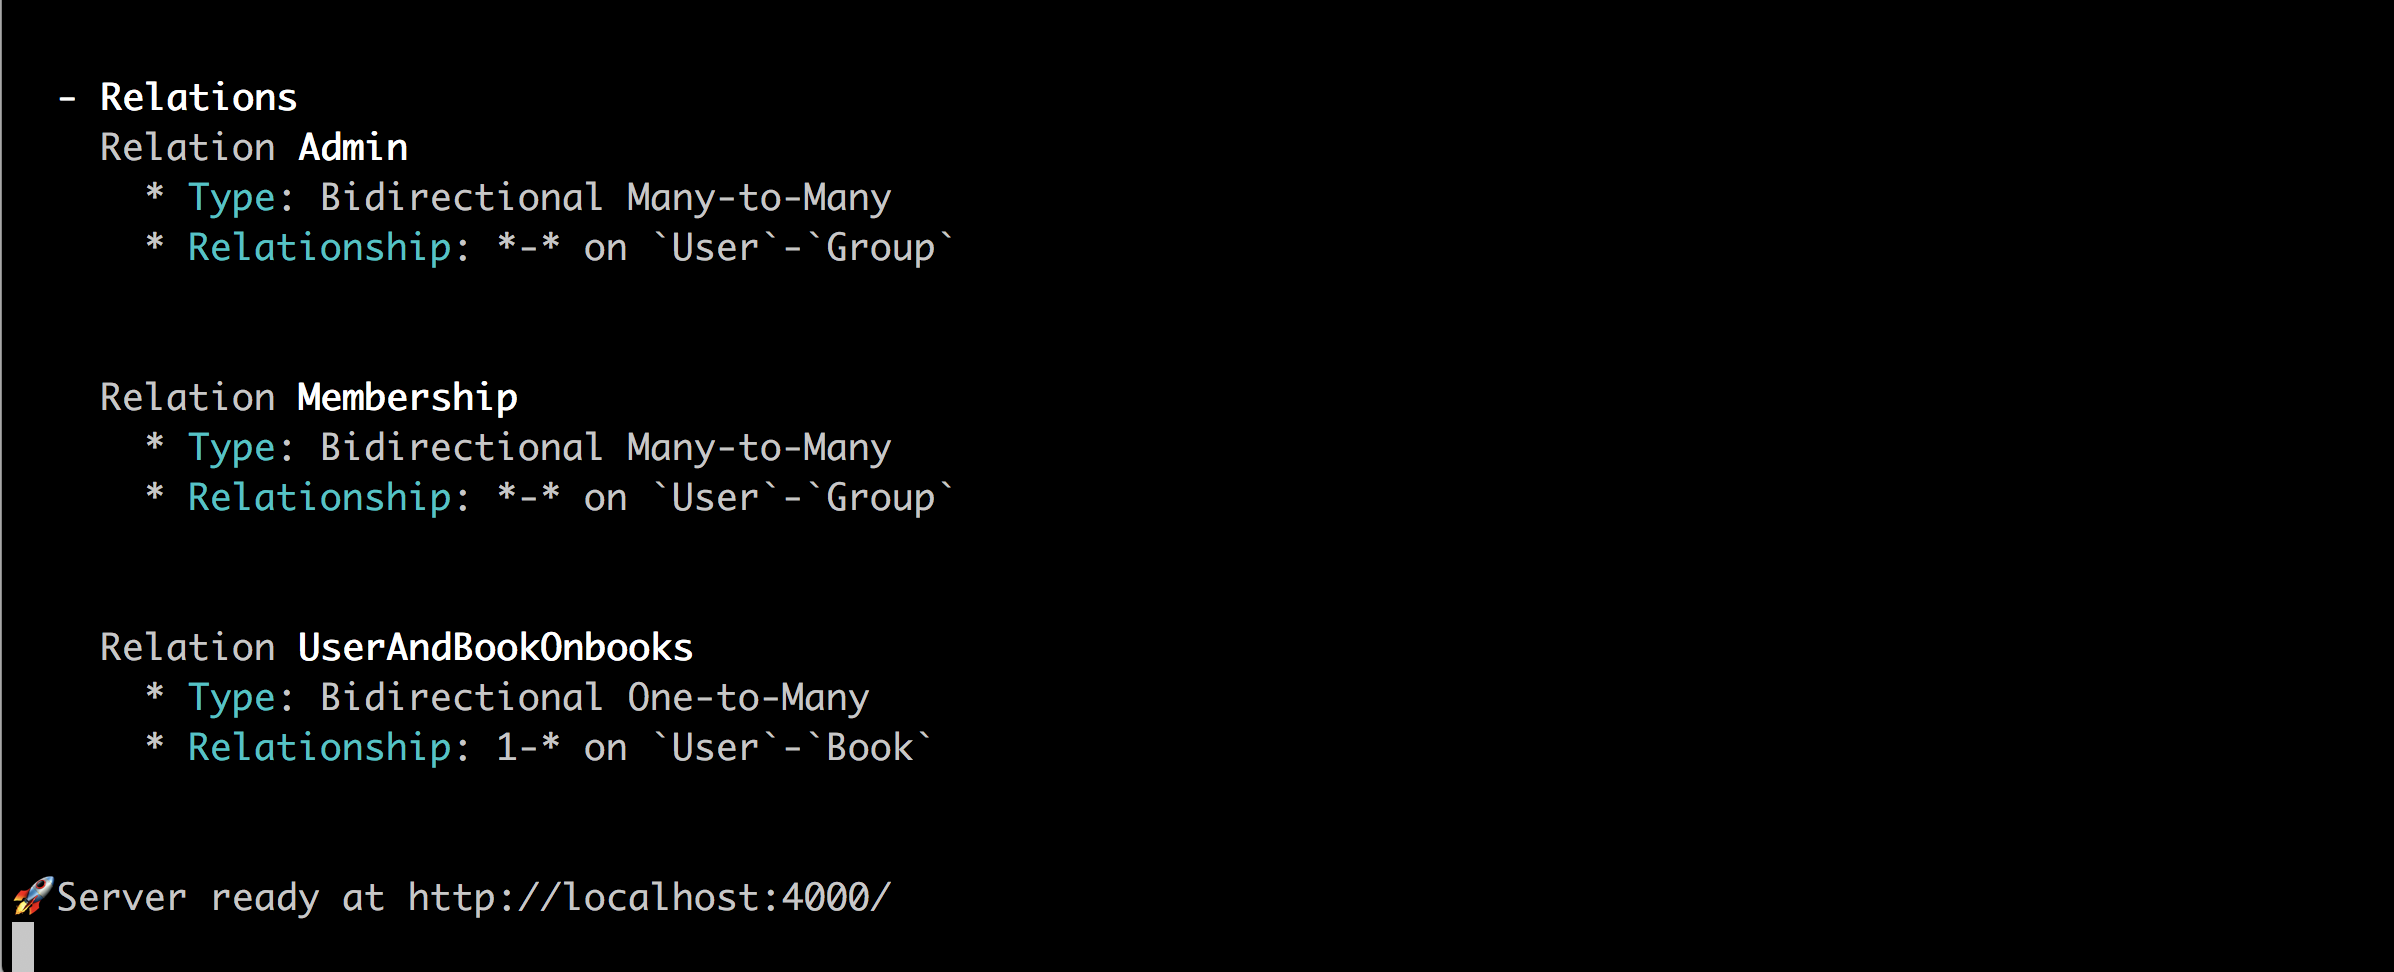 - Relations
Relation Admin
* Type: Bidirectional Many-to-Many
* Relationship: *-* on `User`-`Group`
Relation Membership
* Type: Bidirectional Many-to-Many
* Relationship: *-* on `User`-`Group`
Relation UserAndBookOnbooks
* Type: Bidirectional One-to-Many
* Relationship: 1-* on `User`-`Book`
🚀Server ready at http://localhost:4000/